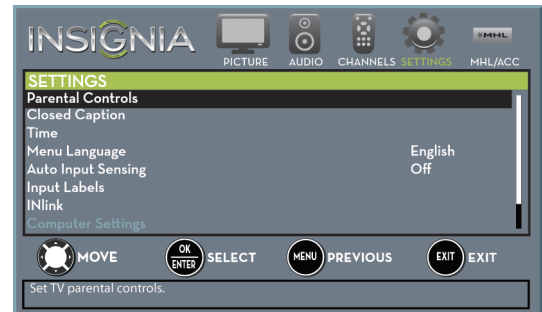 INSIGNIA
PICTURE AUDIO CHANNELS SETTINGS MHL MHL/ACC
SETTINGS
Parental Controls
Closed Caption
Time
Menu Language English
Auto Input Sensing Off
Input Labels
INlink
Computer Settings
MOVE OK ENTER SELECT MENU PREVIOUS EXIT EXIT
Set TV parental controls.